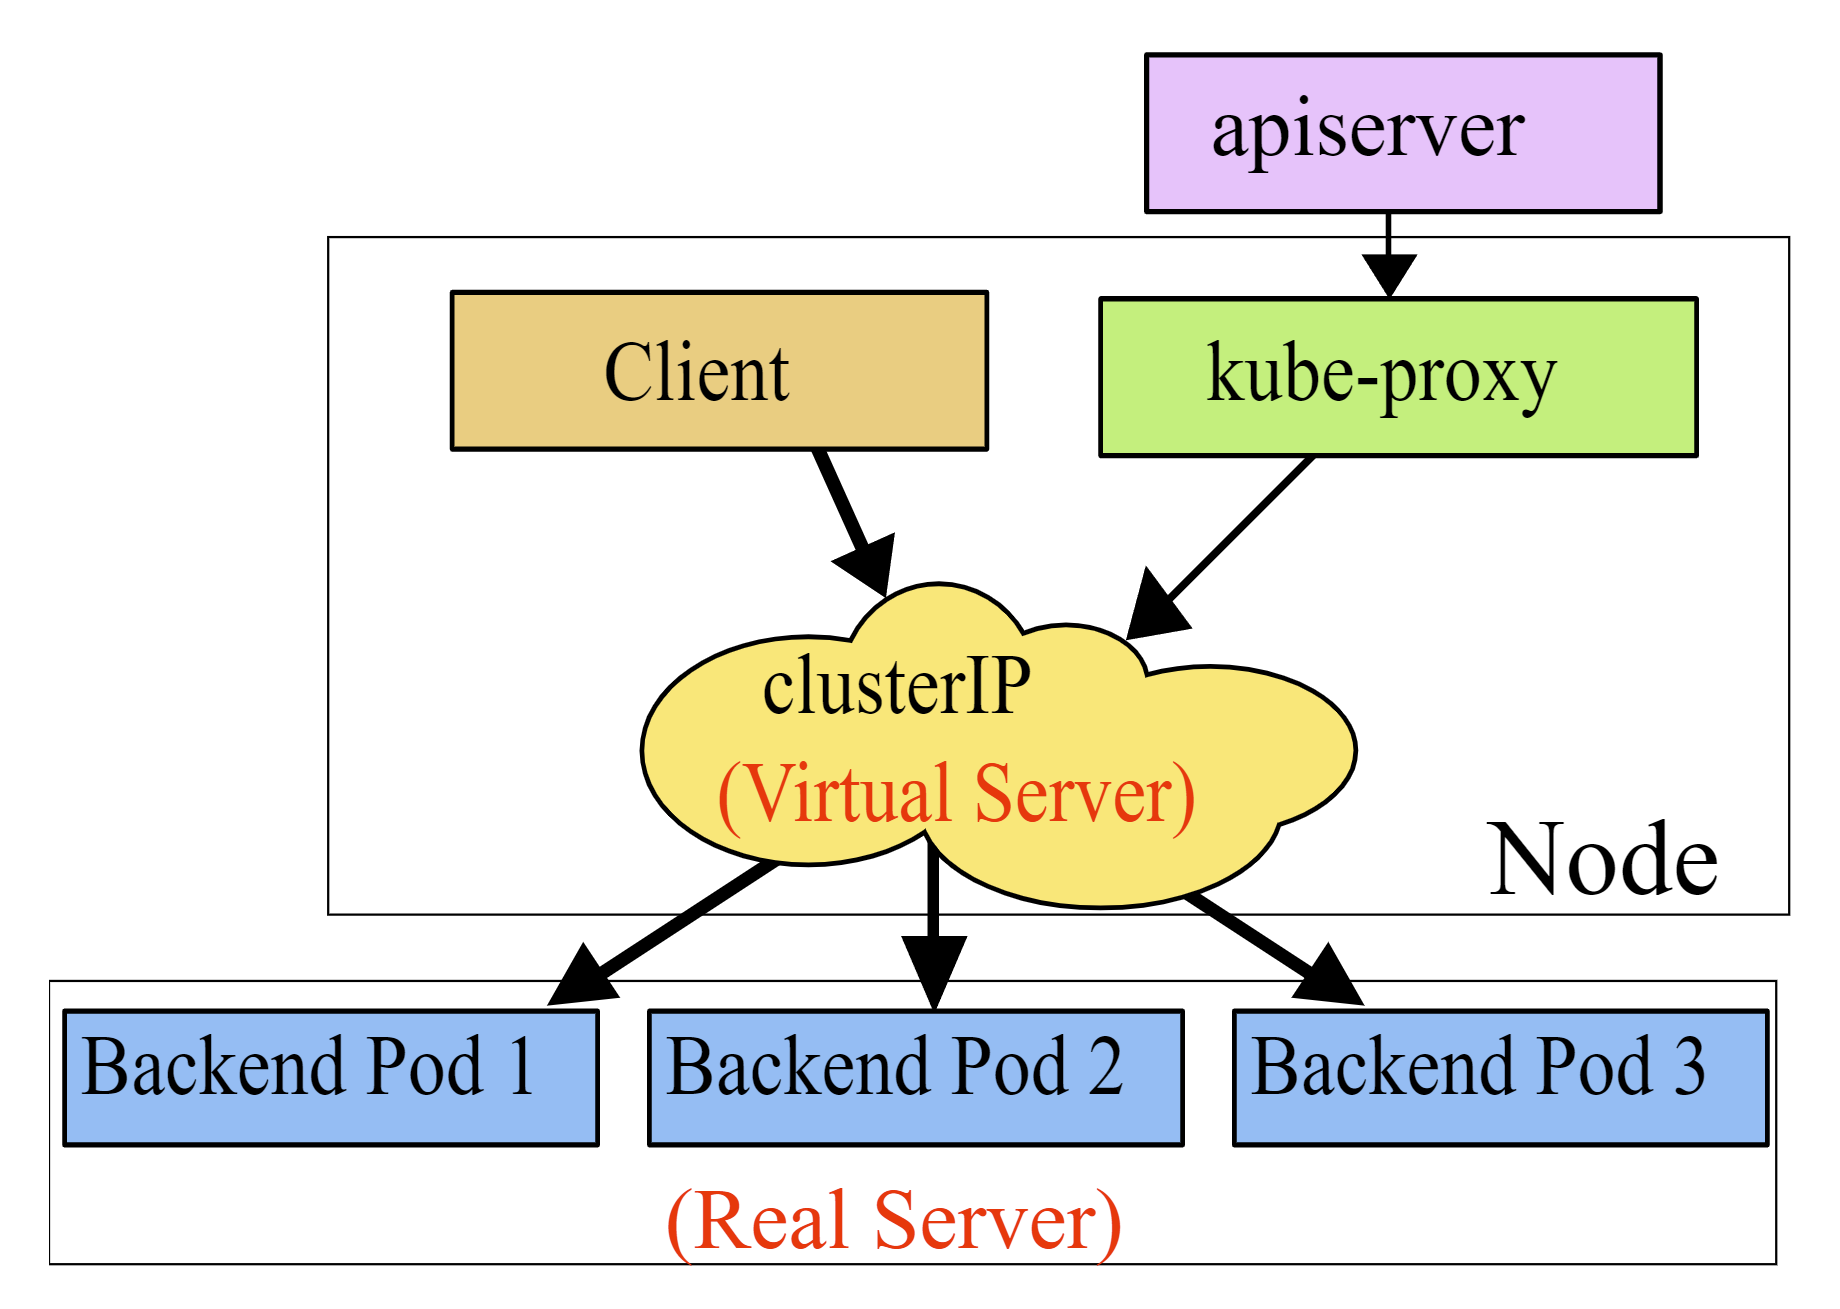 apiserver
Client
kube-proxy
clusterIP
(Virtual Server)
Node
Backend Pod 1
Backend Pod 2
Backend Pod 3
(Real Server)